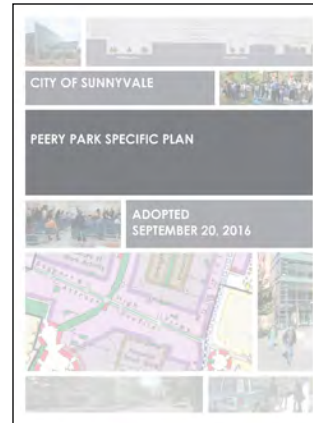 CITY OF SUNNYVALE
PEERY PARK SPECIFIC PLAN
ADOPTED
SEPTEMBER 20, 2016